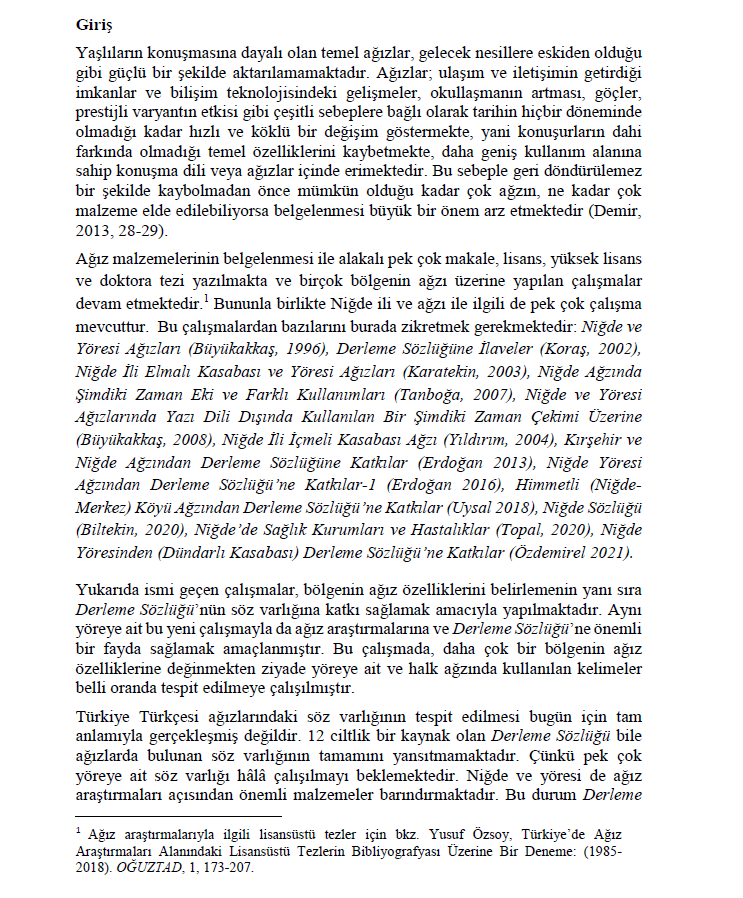 Giriş
Yaşlıların konuşmasına dayalı olan temel ağızlar, gelecek nesillere eskiden olduğu
gibi güçlü bir şekilde aktarılamamaktadır. Ağızlar; ulaşım ve iletişimin getirdiği
imkanlar ve bilişim teknolojisindeki gelişmeler, okullaşmanın artması, göçler,
prestijli varyantın etkisi gibi çeşitli sebeplere bağlı olarak tarihin hiçbir döneminde
olmadığı kadar hızlı ve köklü bir değişim göstermekte, yani konuşurların dahi
farkında olmadığı temel özelliklerini kaybetmekte, daha geniş kullanım alanına
sahip konuşma dili veya ağızlar içinde erimektedir. Bu sebeple geri döndürülemez
bir şekilde kaybolmadan önce mümkün olduğu kadar çok ağzın, ne kadar çok
malzeme elde edilebiliyorsa belgelenmesi büyük bir önem arz etmektedir (Demir,
2013, 28-29).
Ağız malzemelerinin belgelenmesi ile alakalı pek çok makale, lisans, yüksek lisans
ve doktora tezi yazılmakta ve birçok bölgenin ağzı üzerine yapılan çalışmalar
devam etmektedir.1 Bununla birlikte Niğde ili ve ağzı ile ilgili de pek çok çalışma
mevcuttur. Bu çalışmalardan bazılarını burada zikretmek gerekmektedir: Niğde ve
Yöresi Ağızları (Büyükakkaş, 1996), Derleme Sözlüğüne İlaveler (Koraş, 2002),
Niğde İli Elmalı Kasabası ve Yöresi Ağızları (Karatekin, 2003), Niğde Ağzında
Şimdiki Zaman Eki ve Farklı Kullanımları (Tanboğa, 2007), Niğde ve Yöresi
Ağızlarında Yazı Dili Dışında Kullanılan Bir Şimdiki Zaman Çekimi Üzerine
(Büyükakkaş, 2008), Niğde İli İçmeli Kasabası Ağzı (Yıldırım, 2004), Kırşehir ve
Niğde Ağzından Derleme Sözlüğüne Katkılar (Erdoğan 2013), Niğde Yöresi
Ağzından Derleme Sözlüğü’ne Katkılar-1 (Erdoğan 2016), Himmetli (Niğde-
Merkez) Köyü Ağzından Derleme Sözlüğü’ne Katkılar (Uysal 2018), Niğde Sözlüğü
(Biltekin, 2020), Niğde’de Sağlık Kurumları ve Hastalıklar (Topal, 2020), Niğde
Yöresinden (Dündarlı Kasabası) Derleme Sözlüğü’ne Katkılar (Özdemirel 2021).
Yukarıda ismi geçen çalışmalar, bölgenin ağız özelliklerini belirlemenin yanı sıra
Derleme Sözlüğü’nün söz varlığına katkı sağlamak amacıyla yapılmaktadır. Aynı
yöreye ait bu yeni çalışmayla da ağız araştırmalarına ve Derleme Sözlüğü’ne önemli
bir fayda sağlamak amaçlanmıştır. Bu çalışmada, daha çok bir bölgenin ağız
özelliklerine değinmekten ziyade yöreye ait ve halk ağzında kullanılan kelimeler
belli oranda tespit edilmeye çalışılmıştır.
Türkiye Türkçesi ağızlarındaki söz varlığının tespit edilmesi bugün için tam
anlamıyla gerçekleşmiş değildir. 12 ciltlik bir kaynak olan Derleme Sözlüğü bile
ağızlarda bulunan söz varlığının tamamını yansıtmamaktadır. Çünkü pek çok
yöreye ait söz varlığı hâlâ çalışılmayı beklemektedir. Niğde ve yöresi de ağız
araştırmaları açısından önemli malzemeler barındırmaktadır. Bu durum Derleme
1 Ağız araştırmalarıyla ilgili lisansüstü tezler için bkz. Yusuf Özsoy, Türkiye’de Ağız
Araştırmaları Alanındaki Lisansüstü Tezlerin Bibliyografyası Üzerine Bir Deneme: (1985-
2018). OĞUZTAD, 1, 173-207.